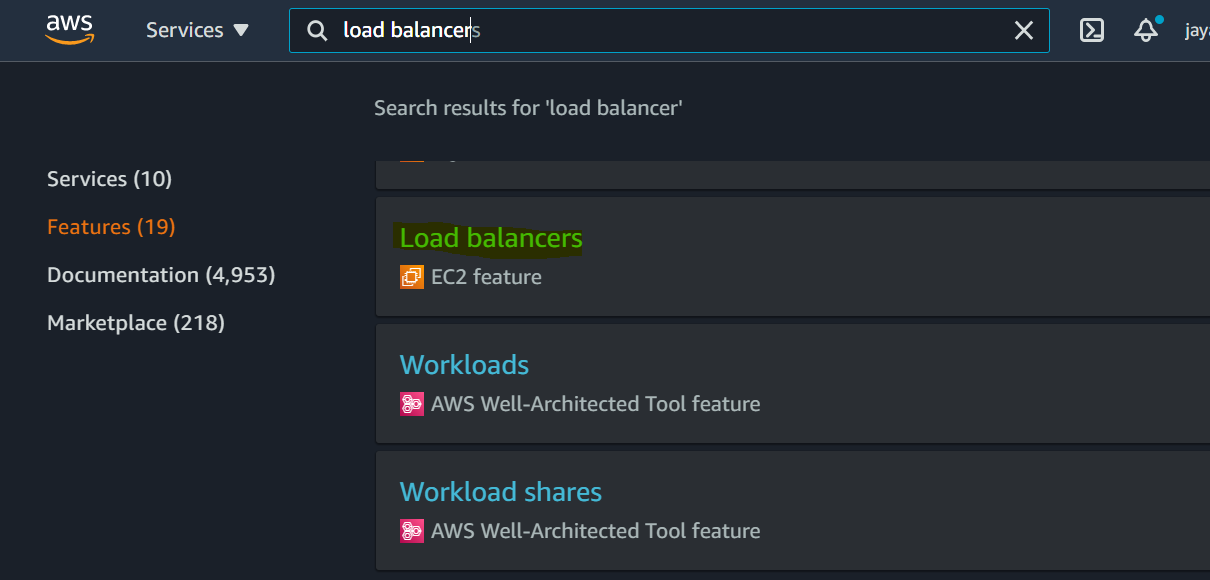 aws
Services ▼
load balancers
jaya
Search results for 'load balancer'
Services (10)
Features (19)
Documentation (4,953)
Marketplace (218)
Load balancers
EC2 feature
Workloads
AWS Well-Architected Tool feature
Workload shares
AWS Well-Architected Tool feature